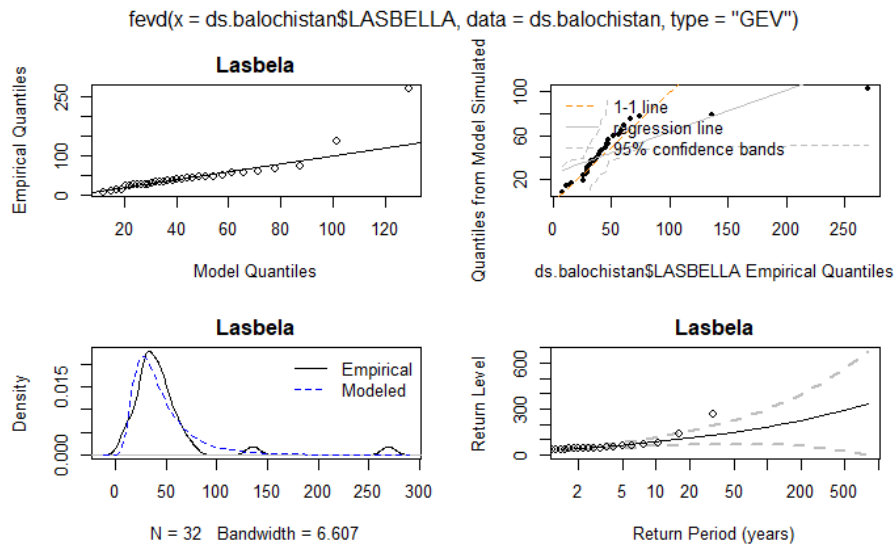 fevd(x = ds.balochistan$LASBELLA, data = ds.balochistan, type = "GEV")
Lasbela
Empirical Quantiles
250
100
0
20 40 60 80 100 120
Model Quantiles
Quantiles from Model Simulated
100
60
20
1-1 line
regression line
95% confidence bands
0 50 100 150 200 250
ds.balochistan$LASBELLA Empirical Quantiles
Lasbela
Density
0.015
0.000
Empirical
Modeled
0 50 100 150 200 250 300
N = 32 Bandwidth = 6.607
Lasbela
Return Level
600
300
0
2 5 10 20 50 200 500
Return Period (years)